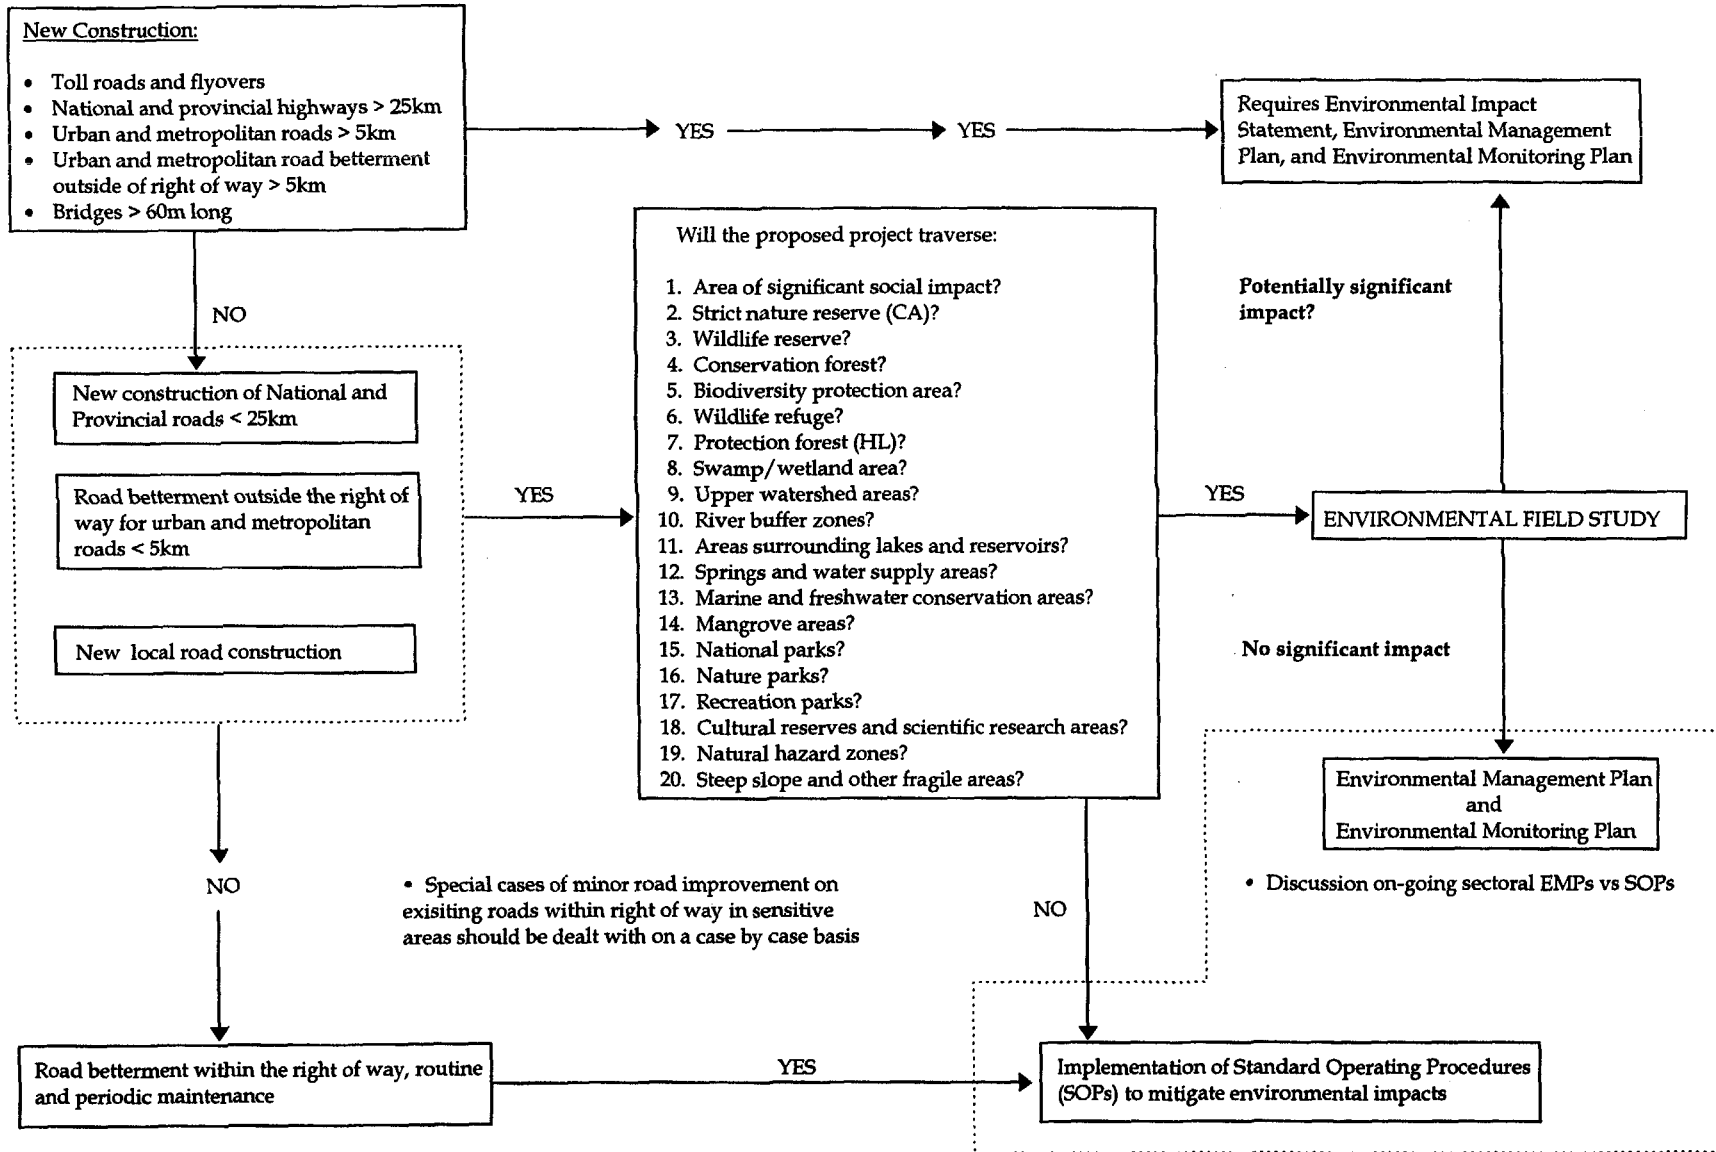 New Construction:
• Toll roads and flyovers
• National and provincial highways > 25km
• Urban and metropolitan roads > 5km
• Urban and metropolitan road betterment
outside of right of way > 5km
• Bridges > 60m long
YES
YES
Requires Environmental Impact
Statement, Environmental Management
Plan, and Environmental Monitoring Plan
NO
New construction of National and
Provincial roads < 25km
Road betterment outside the right of
way for urban and metropolitan
roads < 5km
New local road construction
YES
Will the proposed project traverse:
1. Area of significant social impact?
2. Strict nature reserve (CA)?
3. Wildlife reserve?
4. Conservation forest?
5. Biodiversity protection area?
6. Wildlife refuge?
7. Protection forest (HL)?
8. Swamp/wetland area?
9. Upper watershed areas?
10. River buffer zones?
11. Areas surrounding lakes and reservoirs?
12. Springs and water supply areas?
13. Marine and freshwater conservation areas?
14. Mangrove areas?
15. National parks?
16. Nature parks?
17. Recreation parks?
18. Cultural reserves and scientific research areas?
19. Natural hazard zones?
20. Steep slope and other fragile areas?
Potentially significant
impact?
YES
ENVIRONMENTAL FIELD STUDY
No significant impact
Environmental Management Plan
and
Environmental Monitoring Plan
• Discussion on-going sectoral EMPs vs SOPs
NO
• Special cases of minor road improvement on
exisiting roads within right of way in sensitive
areas should be dealt with on a case by case basis
NO
Road betterment within the right of way, routine
and periodic maintenance
YES
Implementation of Standard Operating Procedures
(SOPs) to mitigate environmental impacts